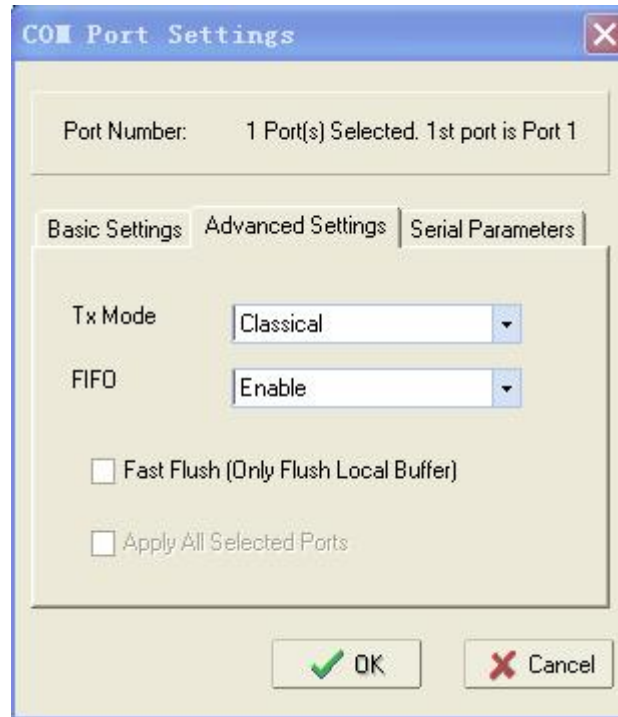 COM Port Settings
Port Number: 1 Port(s) Selected. 1st port is Port 1
Basic Settings Advanced Settings Serial Parameters
Tx Mode Classical
FIFO Enable
Fast Flush (Only Flush Local Buffer)
Apply All Selected Ports
OK Cancel